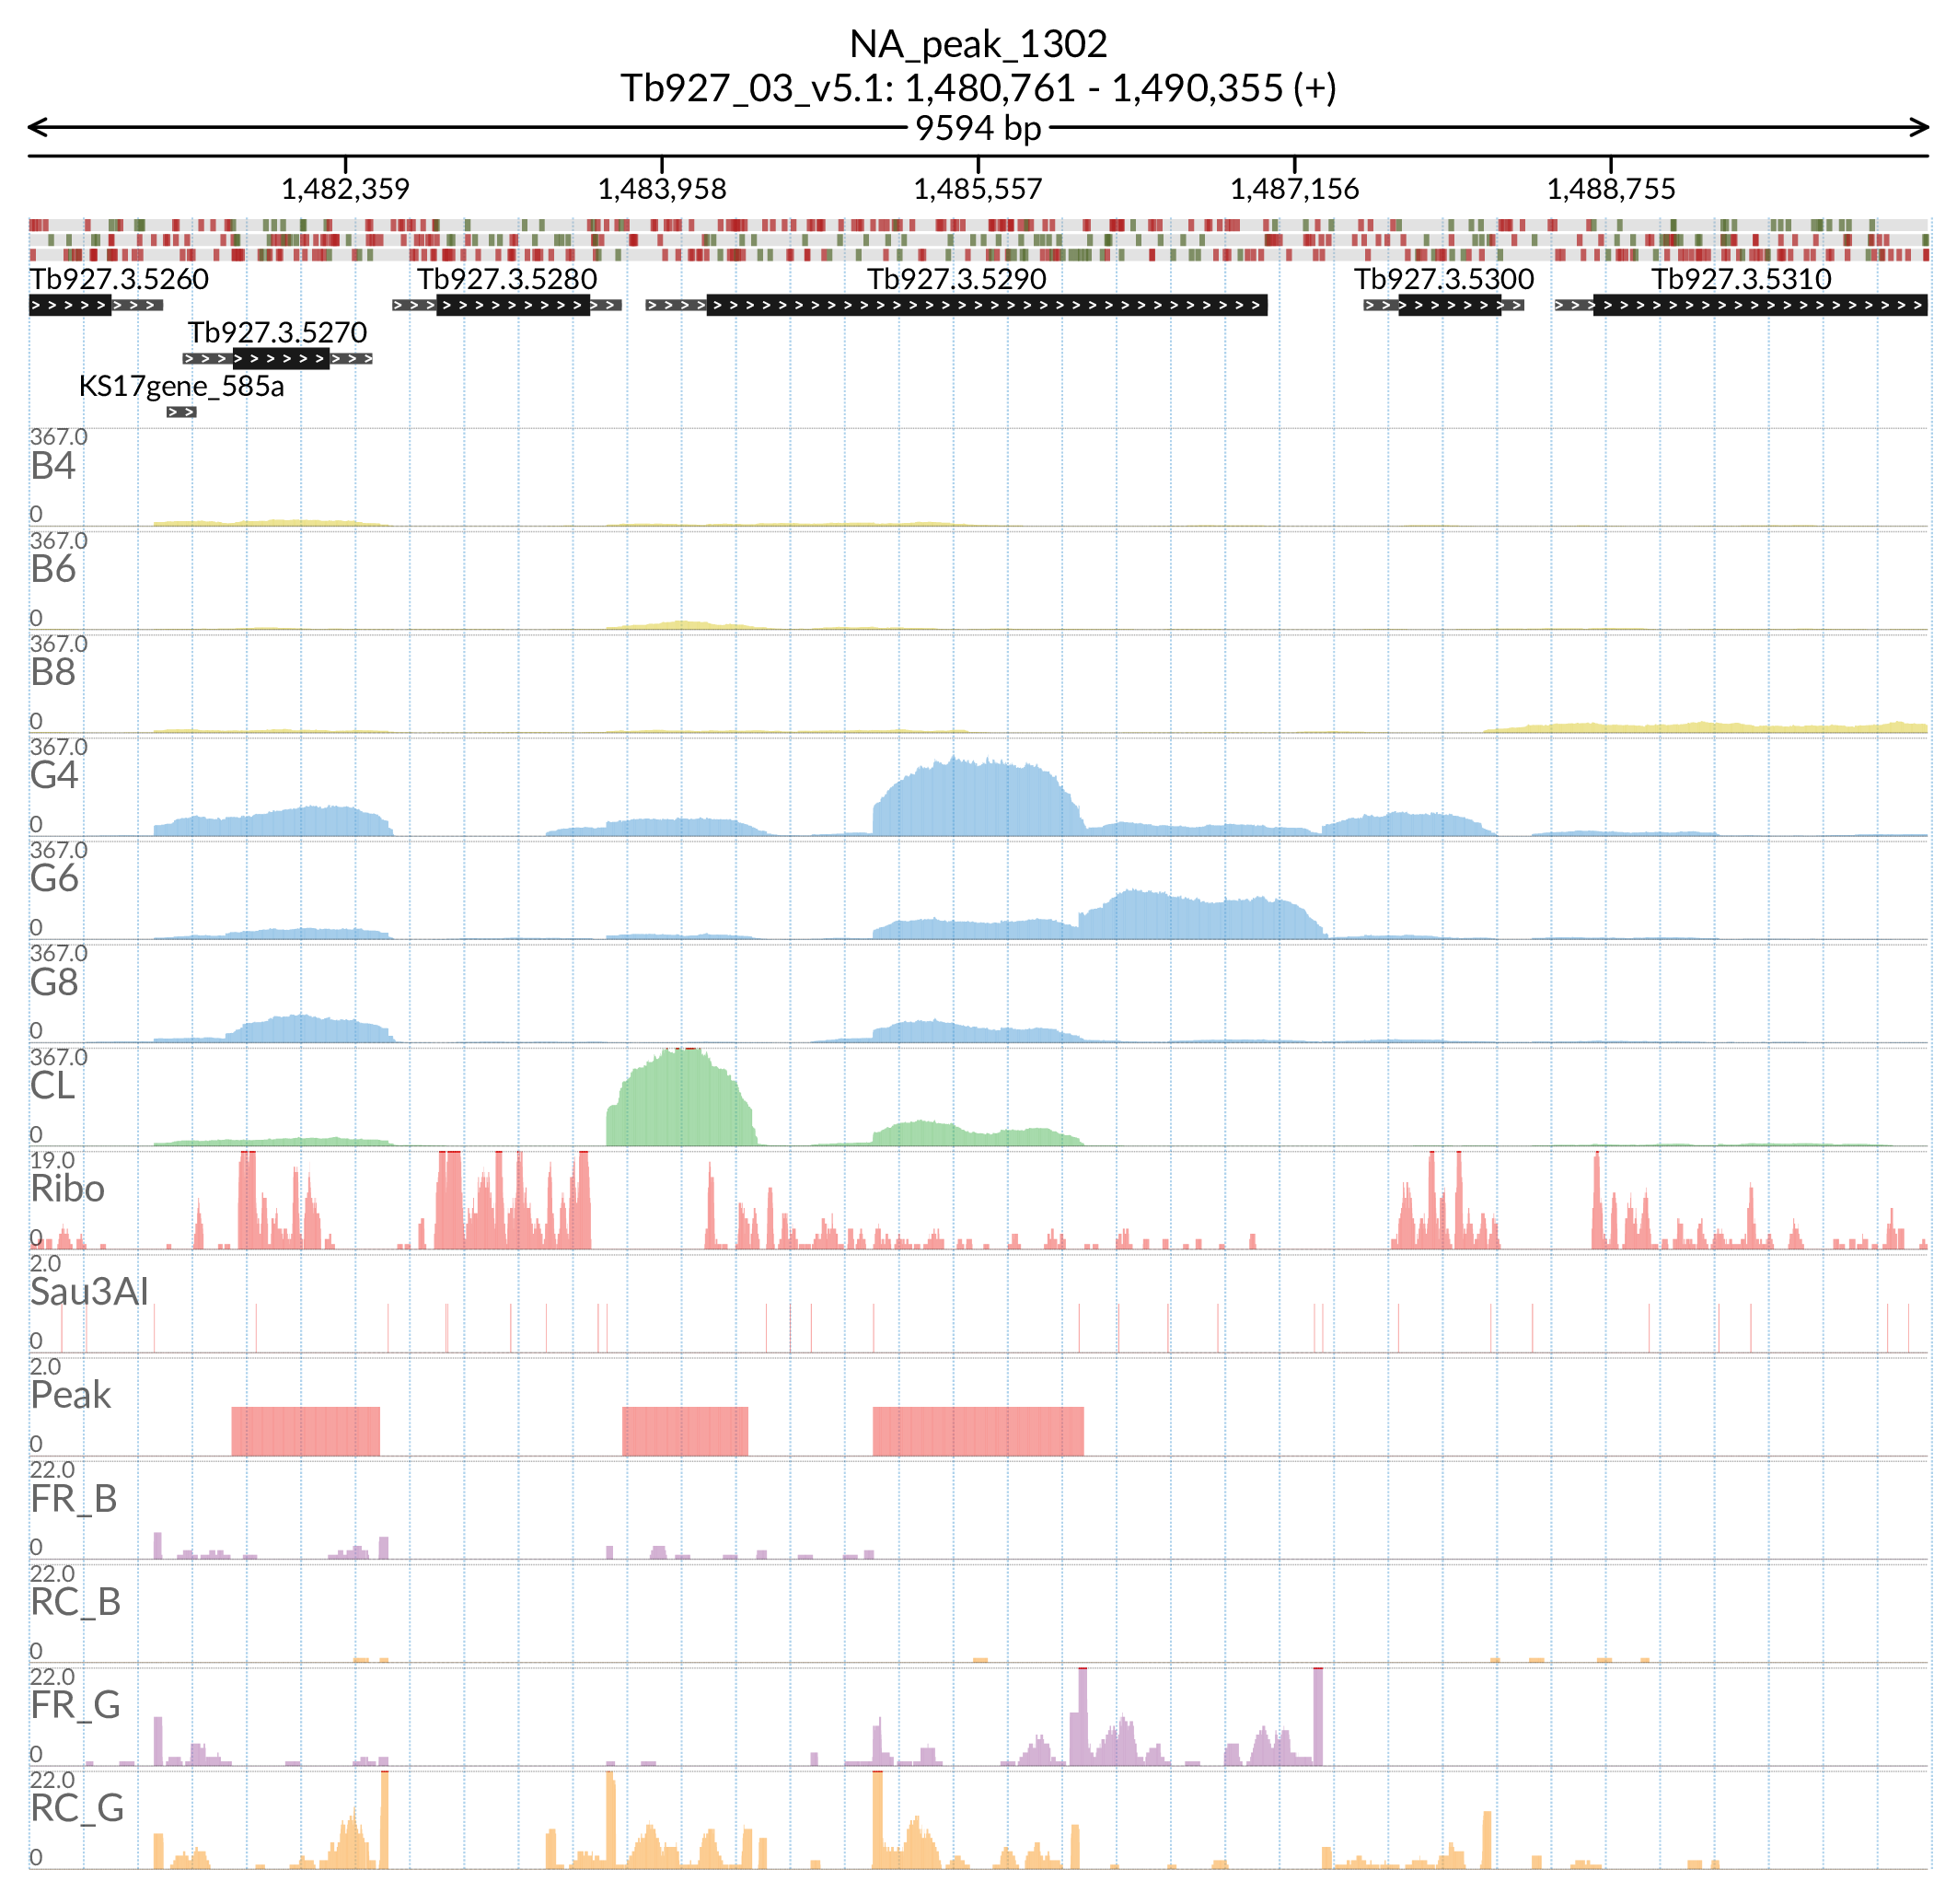 NA_peak_1302
Tb927_03_v5.1: 1,480,761 - 1,490,355 (+)
9594 bp
1,482,359 1,483,958 1,485,557 1,487,156 1,488,755
Tb927.3.5260 Tb927.3.5280 Tb927.3.5290 Tb927.3.5300 Tb927.3.5310
Tb927.3.5270
KS17gene_585a
367.0
B4
0
367.0
B6
0
367.0
B8
0
367.0
G4
0
367.0
G6
0
367.0
G8
0
367.0
CL
0
19.0
Ribo
0
2.0
Sau3AI
0
2.0
Peak
0
22.0
FR_B
0
22.0
RC_B
0
22.0
FR_G
0
22.0
RC_G
0